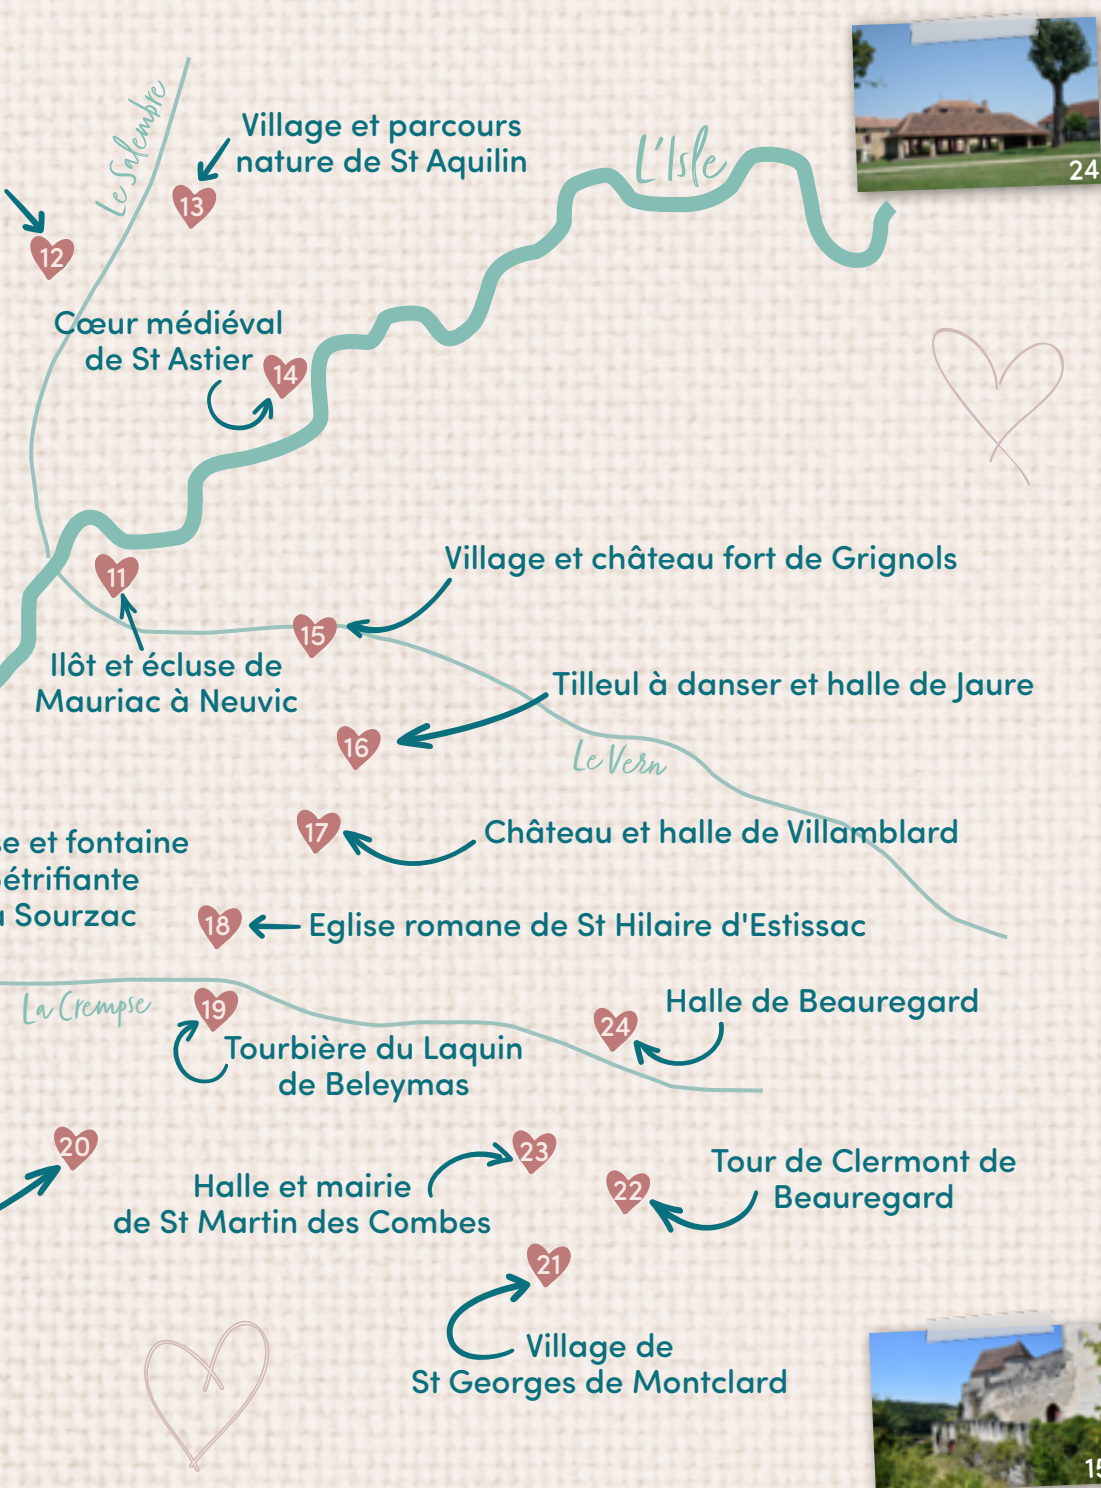 24
Le Salembre
Village et parcours
nature de St Aquilin
L'Isle
13
12
Cœur médiéval
de St Astier
14
Village et château fort de Grignols
11
15
Ilôt et écluse de
Mauriac à Neuvic
Tilleul à danser et halle de Jaure
16
Le Vern
17
Château et halle de Villamblard
et fontaine
Sourzac
18
Eglise romane de St Hilaire d'Estissac
La Crempse
19
Halle de Beauregard
24
Tourbière du Laquin
de Beleymas
20
23
Halle et mairie
de St Martin des Combes
22
Tour de Clermont de
Beauregard
21
Village de
St Georges de Montclard
15